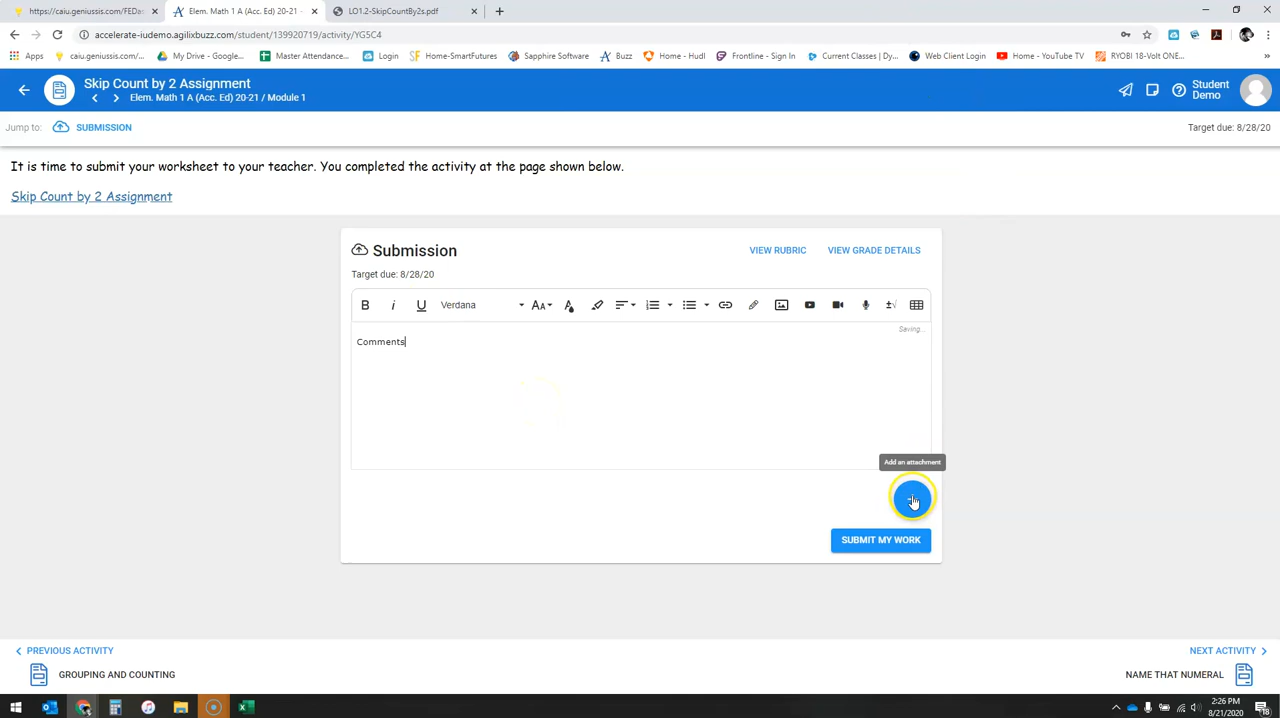 https://caiu.geniussis.com/FEDa
Elem. Math 1 A (Acc. Ed) 20-21 -
LO1.2-SkipCountBy2s.pdf
accelerate-iudemo.agilixbuzz.com/student/139920719/activity/YG5C4
Apps
caiu.geniussis.com/...
My Drive - Google...
Master Attendance...
Login
Home-SmartFutures
Sapphire Software
Buzz
Home - Hudl
Frontline - Sign In
Current Classes | Dy...
Web Client Login
Home - YouTube TV
RYOBI 18-Volt ONE...
Skip Count by 2 Assignment
Elem. Math 1 A (Acc. Ed) 20-21 / Module 1
Student
Demo
Jump to:
SUBMISSION
Target due: 8/28/20
It is time to submit your worksheet to your teacher. You completed the activity at the page shown below.
Skip Count by 2 Assignment
Submission
VIEW RUBRIC
VIEW GRADE DETAILS
Target due: 8/28/20
B i U Verdana
Saving...
Comments
Add an attachment
SUBMIT MY WORK
PREVIOUS ACTIVITY
NEXT ACTIVITY
GROUPING AND COUNTING
NAME THAT NUMERAL
2:26 PM
8/21/2020